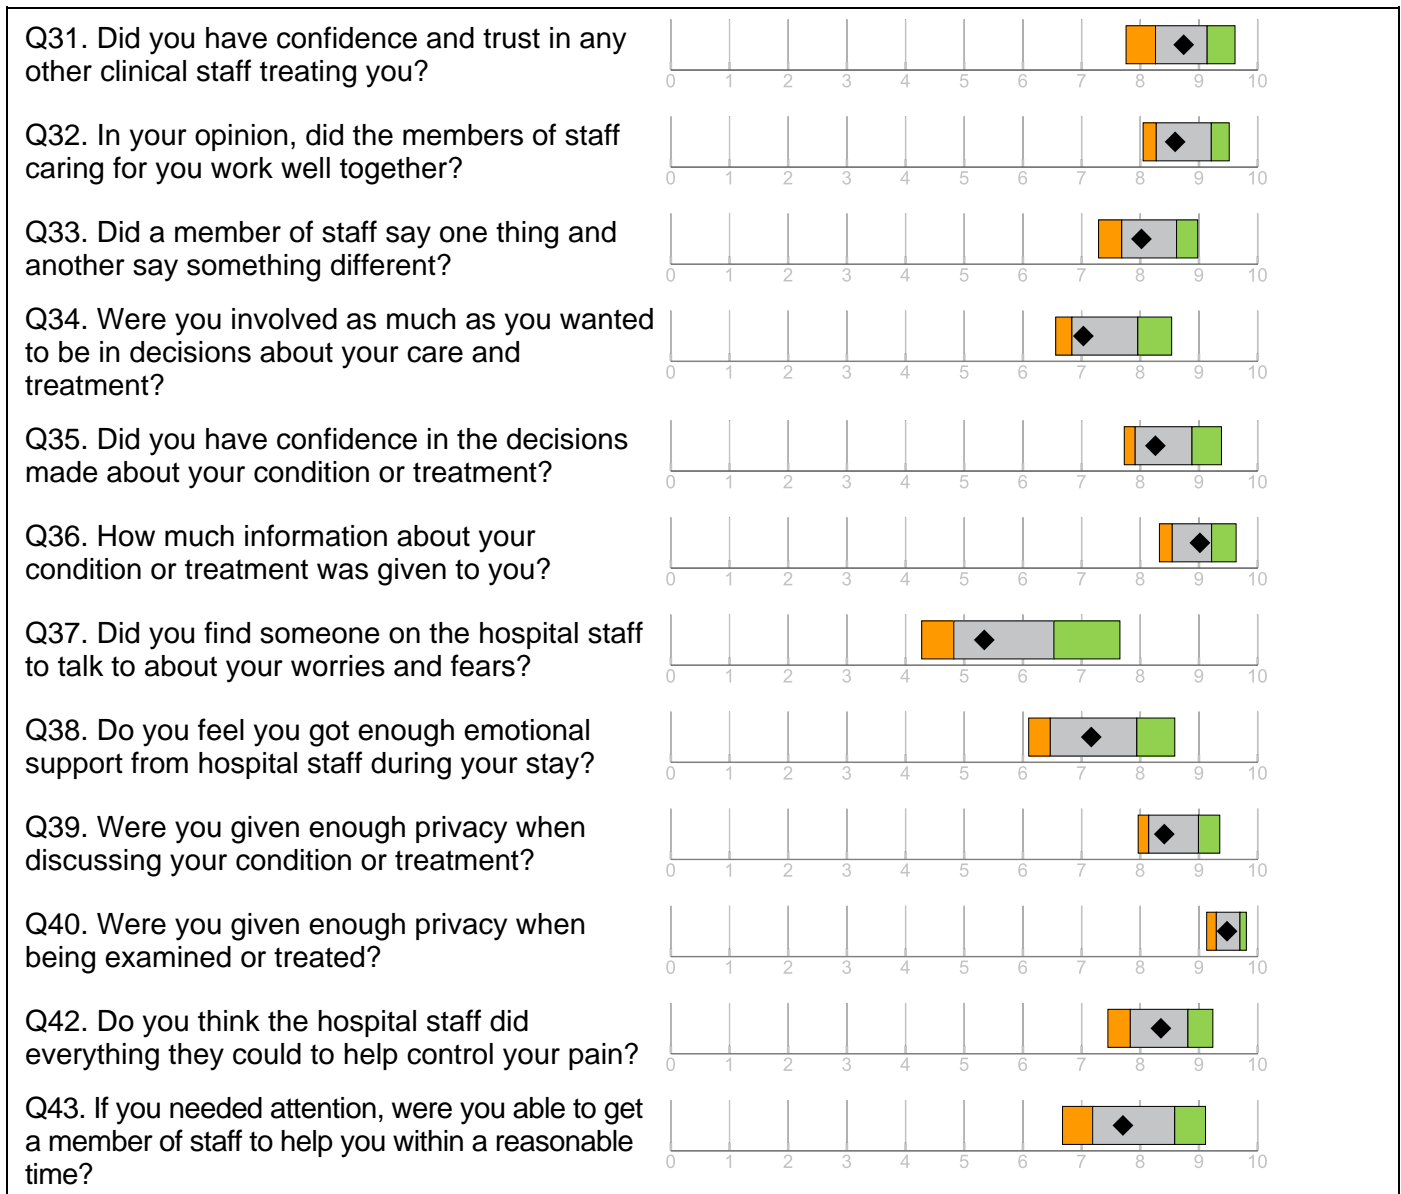 Q31. Did you have confidence and trust in any
other clinical staff treating you?
0 1 2 3 4 5 6 7 8 9 10
Q32. In your opinion, did the members of staff
caring for you work well together?
0 1 2 3 4 5 6 7 8 9 10
Q33. Did a member of staff say one thing and
another say something different?
0 1 2 3 4 5 6 7 8 9 10
Q34. Were you involved as much as you wanted
to be in decisions about your care and
treatment?
0 1 2 3 4 5 6 7 8 9 10
Q35. Did you have confidence in the decisions
made about your condition or treatment?
0 1 2 3 4 5 6 7 8 9 10
Q36. How much information about your
condition or treatment was given to you?
0 1 2 3 4 5 6 7 8 9 10
Q37. Did you find someone on the hospital staff
to talk to about your worries and fears?
0 1 2 3 4 5 6 7 8 9 10
Q38. Do you feel you got enough emotional
support from hospital staff during your stay?
0 1 2 3 4 5 6 7 8 9 10
Q39. Were you given enough privacy when
discussing your condition or treatment?
0 1 2 3 4 5 6 7 8 9 10
Q40. Were you given enough privacy when
being examined or treated?
0 1 2 3 4 5 6 7 8 9 10
Q42. Do you think the hospital staff did
everything they could to help control your pain?
0 1 2 3 4 5 6 7 8 9 10
Q43. If you needed attention, were you able to get
a member of staff to help you within a reasonable
time?
0 1 2 3 4 5 6 7 8 9 10